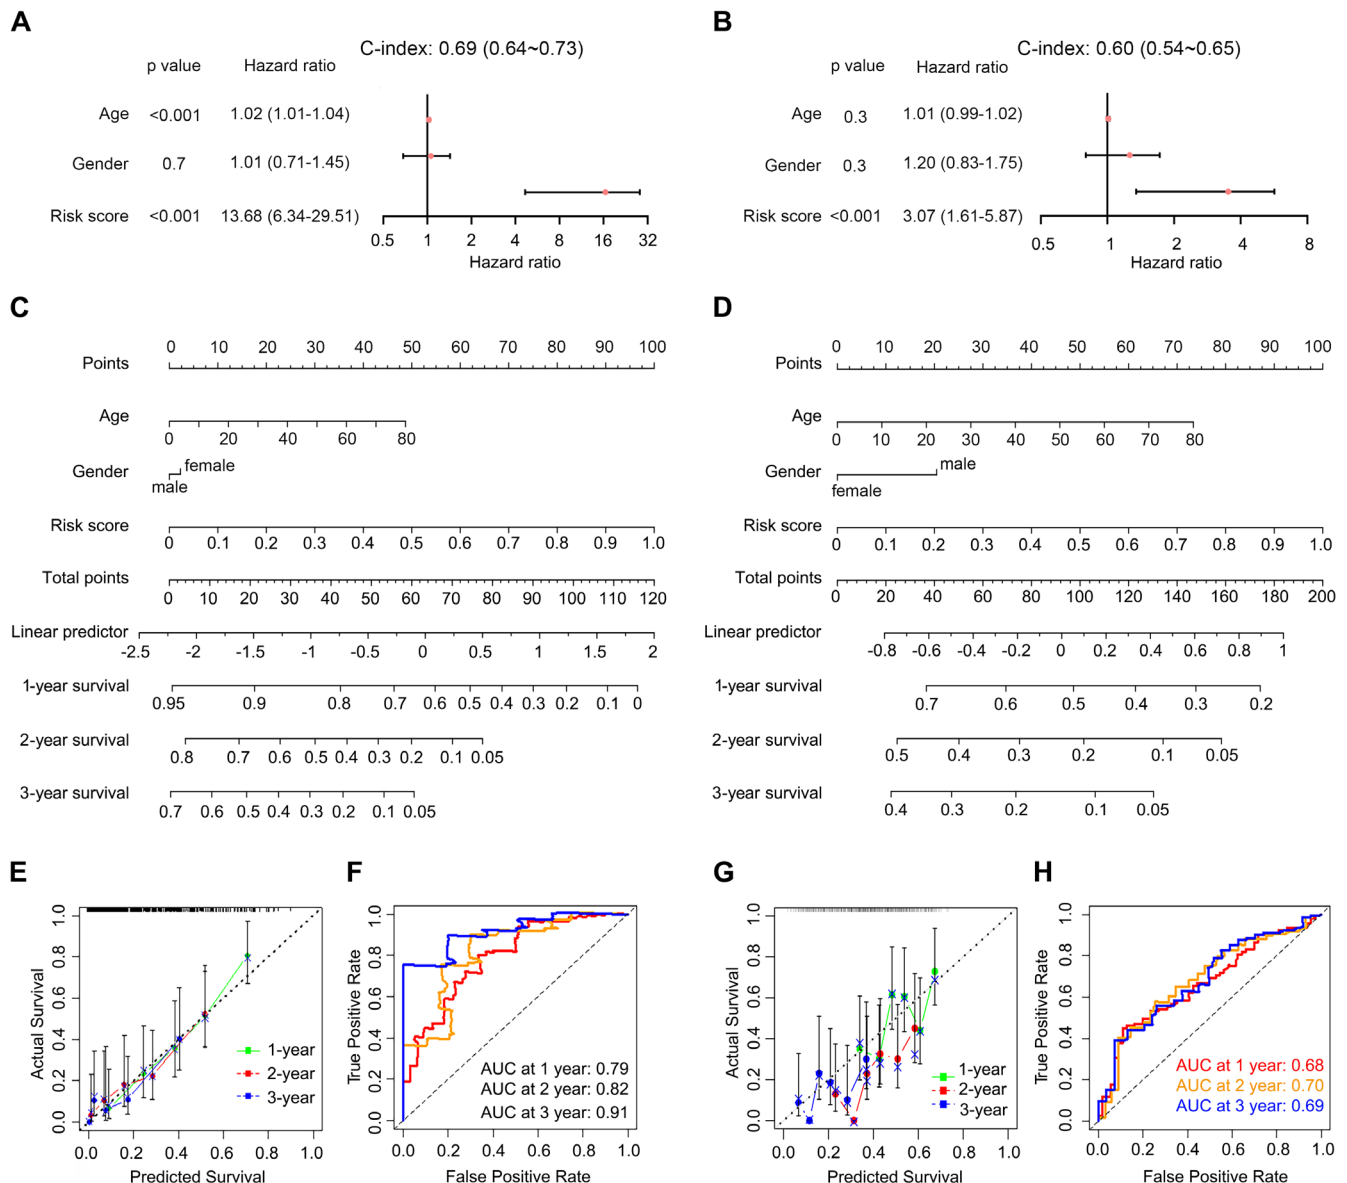 A
C-index: 0.69 (0.64~0.73)
p value Hazard ratio
Age <0.001 1.02 (1.01-1.04)
Gender 0.7 1.01 (0.71-1.45)
Risk score <0.001 13.68 (6.34-29.51)
0.5 1 2 4 8 16 32
Hazard ratio
B
C-index: 0.60 (0.54~0.65)
p value Hazard ratio
Age 0.3 1.01 (0.99-1.02)
Gender 0.3 1.20 (0.83-1.75)
Risk score <0.001 3.07 (1.61-5.87)
0.5 1 2 4 8
Hazard ratio
C
0 10 20 30 40 50 60 70 80 90 100
Points
Age
0 20 40 60 80
Gender
female
male
Risk score
0 0.1 0.2 0.3 0.4 0.5 0.6 0.7 0.8 0.9 1.0
Total points
0 10 20 30 40 50 60 70 80 90 100 110 120
Linear predictor
-2.5 -2 -1.5 -1 -0.5 0 0.5 1 1.5 2
1-year survival
0.95 0.9 0.8 0.7 0.6 0.5 0.4 0.3 0.2 0.1 0
2-year survival
0.8 0.7 0.6 0.5 0.4 0.3 0.2 0.1 0.05
3-year survival
0.7 0.6 0.5 0.4 0.3 0.2 0.1 0.05
D
0 10 20 30 40 50 60 70 80 90 100
Points
Age
0 10 20 30 40 50 60 70 80
Gender
male
female
Risk score
0 0.1 0.2 0.3 0.4 0.5 0.6 0.7 0.8 0.9 1.0
Total points
0 20 40 60 80 100 120 140 160 180 200
Linear predictor
-0.8 -0.6 -0.4 -0.2 0 0.2 0.4 0.6 0.8 1
1-year survival
0.7 0.6 0.5 0.4 0.3 0.2
2-year survival
0.5 0.4 0.3 0.2 0.1 0.05
3-year survival
0.4 0.3 0.2 0.1 0.05
E
Actual Survival
0.0 0.2 0.4 0.6 0.8 1.0
1-year
2-year
3-year
0.0 0.2 0.4 0.6 0.8 1.0
Predicted Survival
F
True Positive Rate
0.0 0.2 0.4 0.6 0.8 1.0
AUC at 1 year: 0.79
AUC at 2 year: 0.82
AUC at 3 year: 0.91
0.0 0.2 0.4 0.6 0.8 1.0
False Positive Rate
G
Actual Survival
0.0 0.2 0.4 0.6 0.8 1.0
1-year
2-year
3-year
0.0 0.2 0.4 0.6 0.8 1.0
Predicted Survival
H
True Positive Rate
0.0 0.2 0.4 0.6 0.8 1.0
AUC at 1 year: 0.68
AUC at 2 year: 0.70
AUC at 3 year: 0.69
0.0 0.2 0.4 0.6 0.8 1.0
False Positive Rate